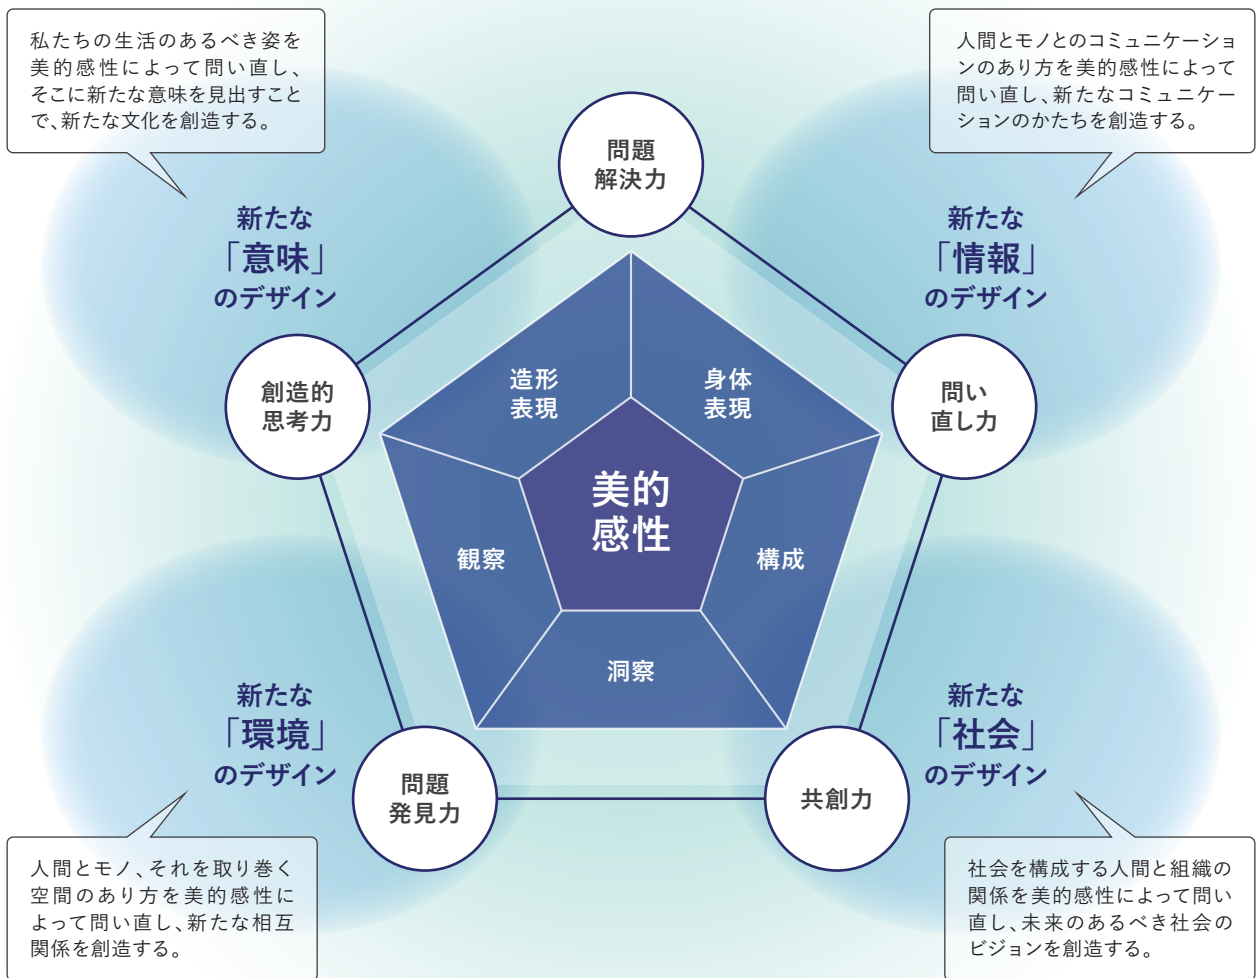 私たちの生活のあるべき姿を
美的感性によって問い直し、
そこに新たな意味を見出すこと
で、新たな文化を創造する。
人間とモノとのコミュニケーショ
ンのあり方を美的感性によって
問い直し、新たなコミュニケー
ションのかたちを創造する。
問題
解決力
新たな
「意味」
のデザイン
新たな
「情報」
のデザイン
創造的
思考力
造形
表現
身体
表現
問い
直し力
美的
感性
観察
構成
洞察
新たな
「環境」
のデザイン
新たな
「社会」
のデザイン
問題
発見力
共創力
人間とモノ、それを取り巻く
空間のあり方を美的感性に
よって問い直し、新たな相互
関係を創造する。
社会を構成する人間と組織の
関係を美的感性によって問い
直し、未来のあるべき社会の
ビジョンを創造する。